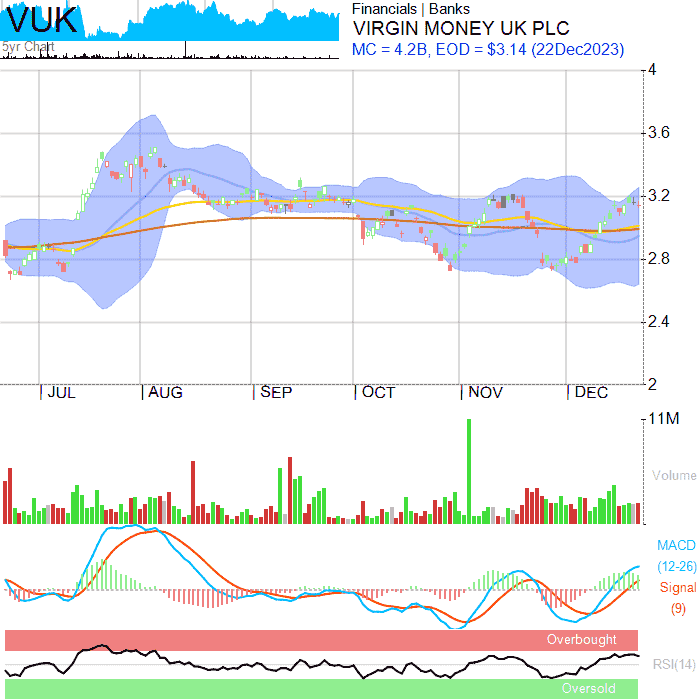 VUK
5yr Chart
Financials | Banks
VIRGIN MONEY UK PLC
MC = 4.2B, EOD = $3.14 (22Dec2023)
4
3.6
3.2
2.8
2.4
2
JUL AUG SEP OCT NOV DEC
11M
Volume
MACD
(12-26)
Signal
(9)
Overbought
RSI(14)
Oversold